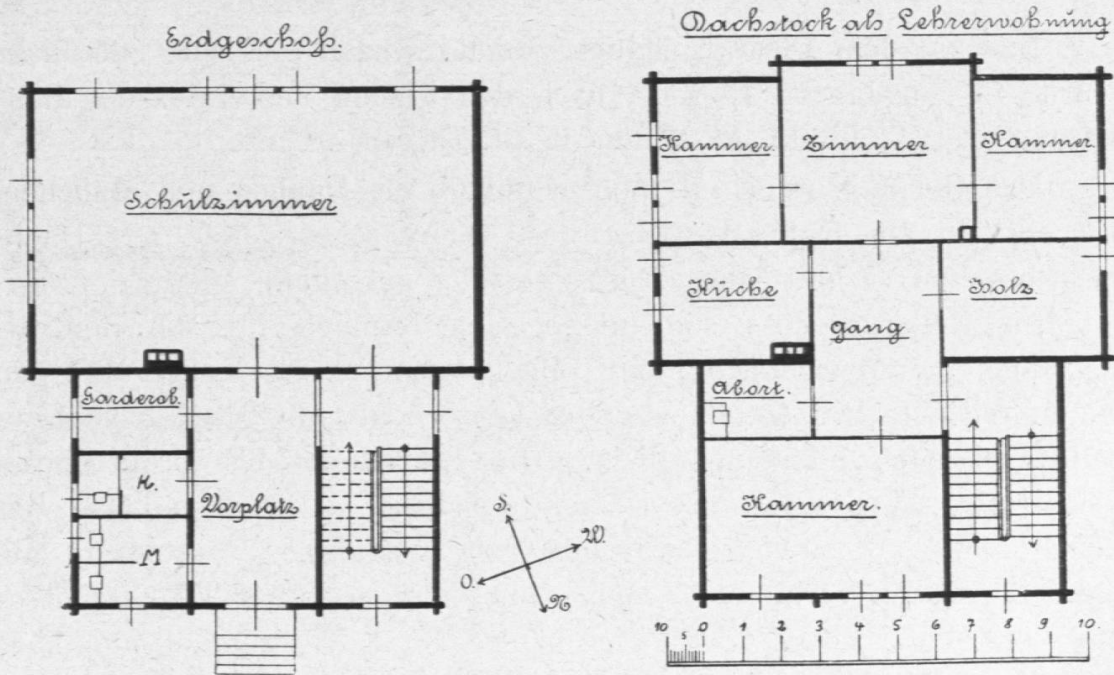 Erdgeschoß.
Schulzimmer
Garderob.
K.
Vorplatz
M
S.
W.
O.
N
Dachstock als Lehrerwohnung
Kammer
Zimmer
Kammer
Küche
Gang
Holz
Abort.
Kammer.
10 5 0 1 2 3 4 5 6 7 8 9 10.